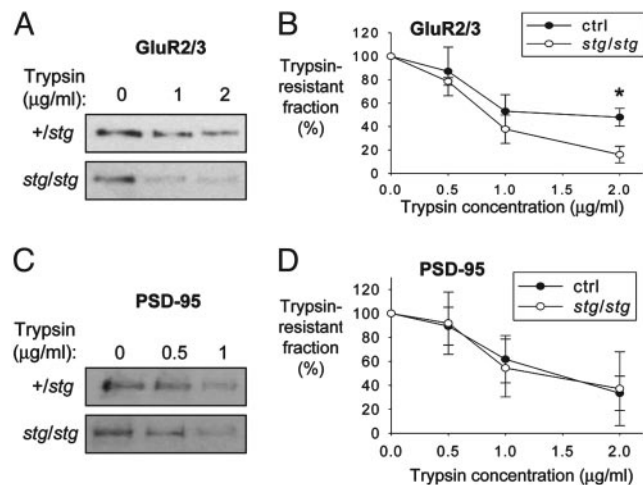 A
GluR2/3
Trypsin
(μg/ml):
0 1 2
+/stg
stg/stg
B
GluR2/3
ctrl
stg/stg
Trypsin-
resistant
fraction
(%)
120
100
80
60
40
20
0
*
0.0 0.5 1.0 1.5 2.0
Trypsin concentration (μg/ml)
C
PSD-95
Trypsin
(μg/ml):
0 0.5 1
+/stg
stg/stg
D
PSD-95
ctrl
stg/stg
Trypsin-
resistant
fraction
(%)
120
100
80
60
40
20
0
0.0 0.5 1.0 1.5 2.0
Trypsin concentration (μg/ml)